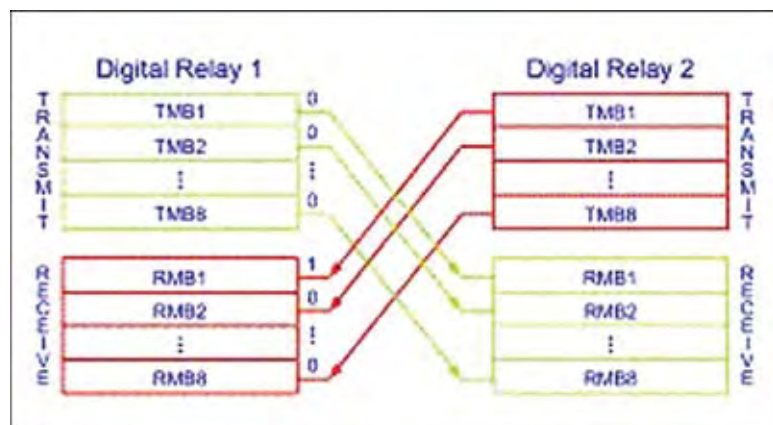 Digital Relay 1
Digital Relay 2
TRANSMIT
TMB1
TMB2
⋮
TMB8
0
0
⋮
0
TMB1
TMB2
⋮
TMB8
TRANSMIT
RECEIVE
RMB1
RMB2
⋮
RMB8
1
0
⋮
0
RMB1
RMB2
⋮
RMB8
RECEIVE